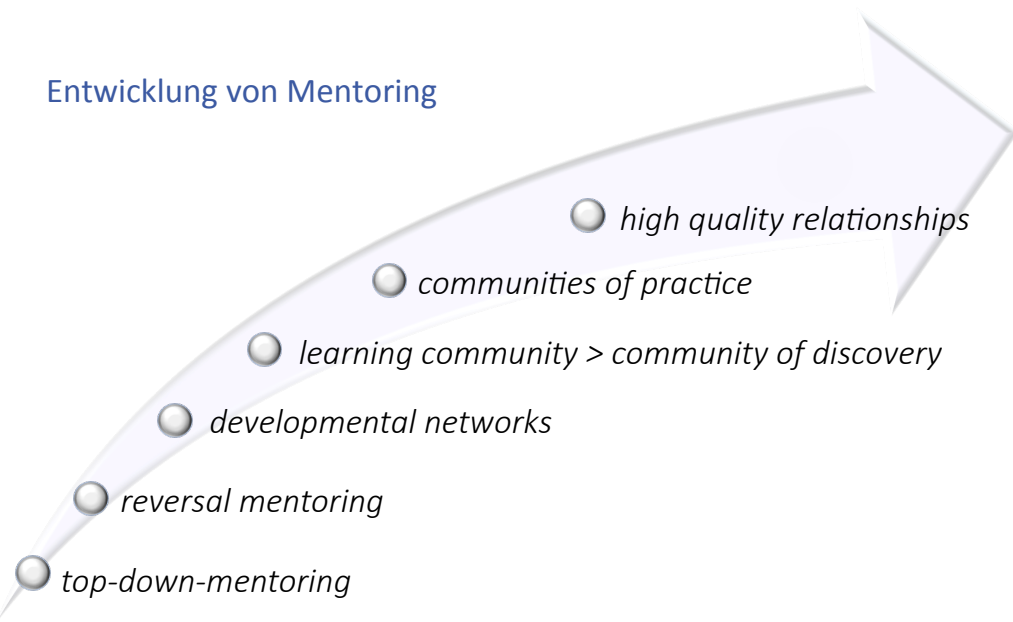 Entwicklung von Mentoring
high quality relationships
communities of practice
learning community > community of discovery
developmental networks
reversal mentoring
top-down-mentoring